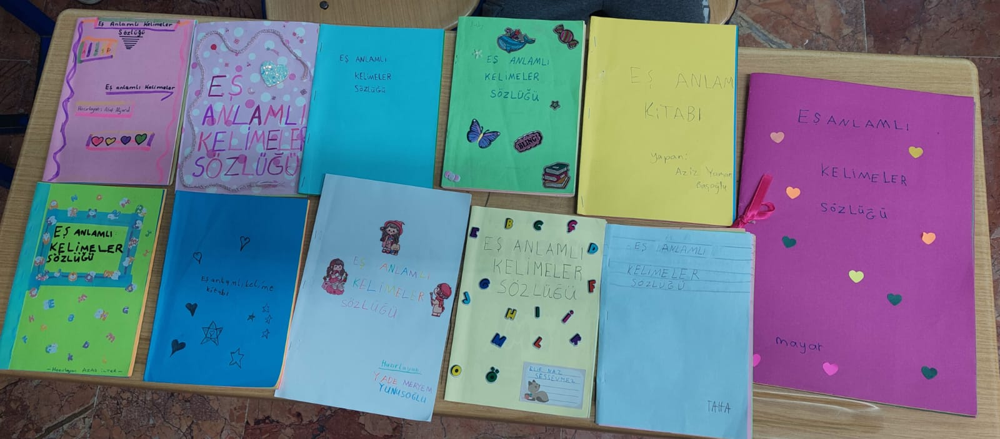 Eş Anlamlı Kelimeler
Sözlüğü
Eş anlamlı Kelimeler
Hazırlayan:
EŞ
ANLAMLI
KELİMELER
SÖZLÜĞÜ
EŞ ANLAMLI
KELİMELER
SÖZLÜĞÜ
EŞ ANLAMLI
KELİMELER
SÖZLÜĞÜ
BLING!
EŞ ANLAM
KİTABI
Yapan:
Aziz Yaman
Başoğlu
EŞ ANLAMLI
KELİMELER
SÖZLÜĞÜ
mayar
EŞ ANLAMLI
KELİMELER
SÖZLÜĞÜ
- Hazırlayan AZAD İLTER -
Eş anlamlı kelime
kitabı
EŞ ANLAMLI
KELİMELER
SÖZLÜĞÜ
Hazırlayan
YADE MERYEM
YUNUSOĞLU
E B C F
D
EŞ ANLAMLI
KELİMELER
SÖZLÜĞÜ
G F
J H I İ
M L K
O Ö
ELİF NAZ
SESSEVMEZ
EŞ ANLAMLI
KELİMELER
SÖZLÜĞÜ
TAHA